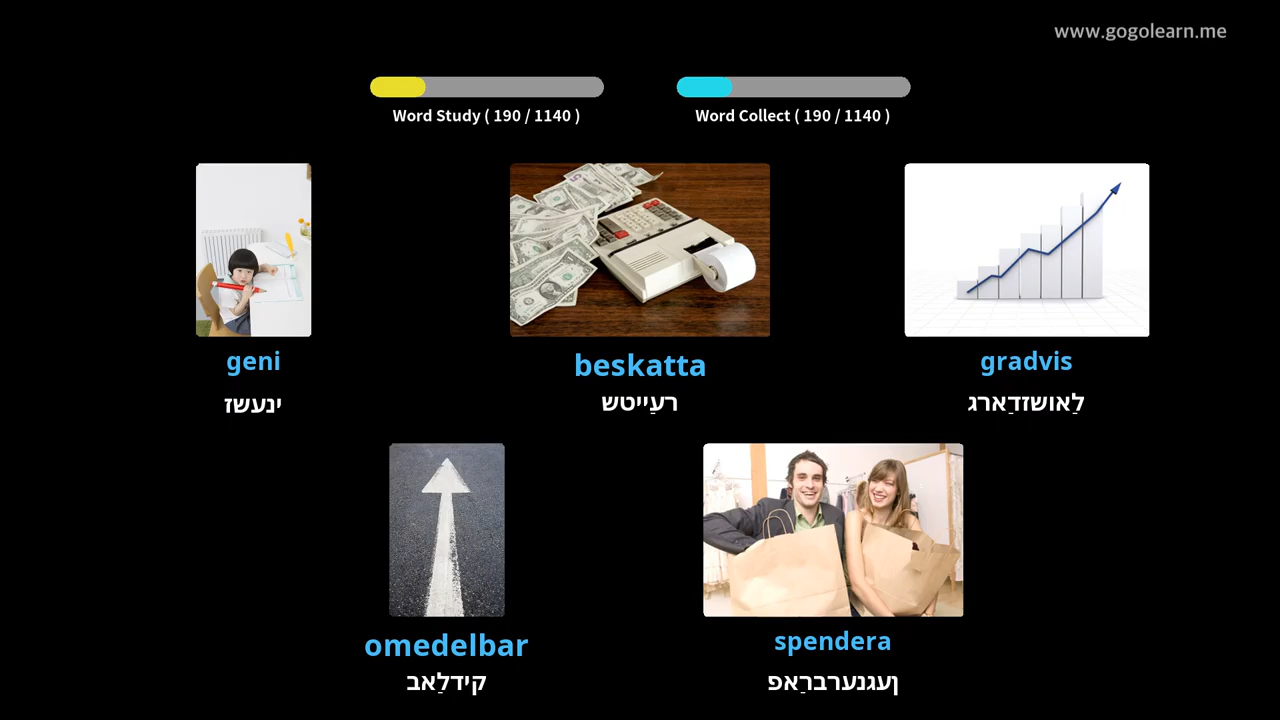 www.gogolearn.me
Word Study ( 190 / 1140 )
Word Collect ( 190 / 1140 )
geni
ינעשז
beskatta
רעַייטש
gradvis
לַאושזדַארג
omedelbar
קידלַאב
spendera
ןעגנערברַאפ